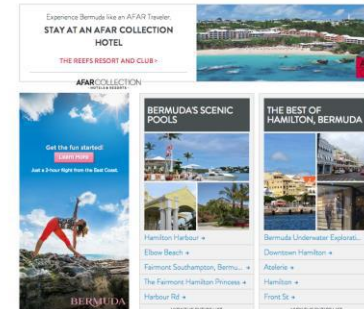 Experience Bermuda like an AFAR Traveler.
STAY AT AN AFAR COLLECTION
HOTEL
THE REEFS RESORT AND CLUB >
AFAR COLLECTION
HOTELS & RESORTS
Get the fun started!
Learn more
Just a 2-hour flight from the East Coast.
BERMUDA
BERMUDA'S SCENIC
POOLS
Hamilton Harbour +
Elbow Beach +
Fairmont Southampton, Bermu... +
The Fairmont Hamilton Princess +
Harbour Rd +
THE BEST OF
HAMILTON, BERMUDA
Bermuda Underwater Explorati...
Downtown Hamilton +
Atelerie +
Hamilton +
Front St +